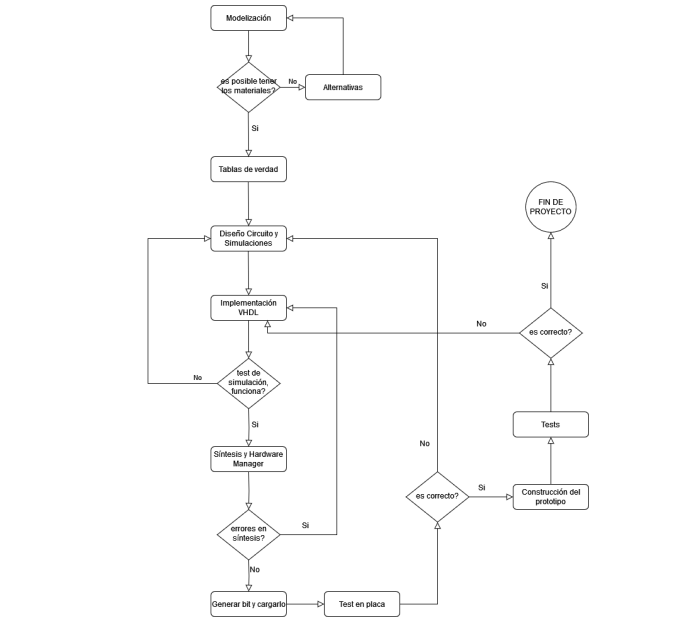 Modelización
es posible tener
los materiales?
No
Alternativas
Si
Tablas de verdad
FIN DE
PROYECTO
Diseño Circuito y
Simulaciones
Si
Implementación
VHDL
No
es correcto?
test de
simulación,
funciona?
No
Si
Tests
No
Síntesis y Hardware
Manager
es correcto?
Si
Construcción del
prototipo
errores en
síntesis?
Si
No
Generar bit y cargarlo
Test en placa